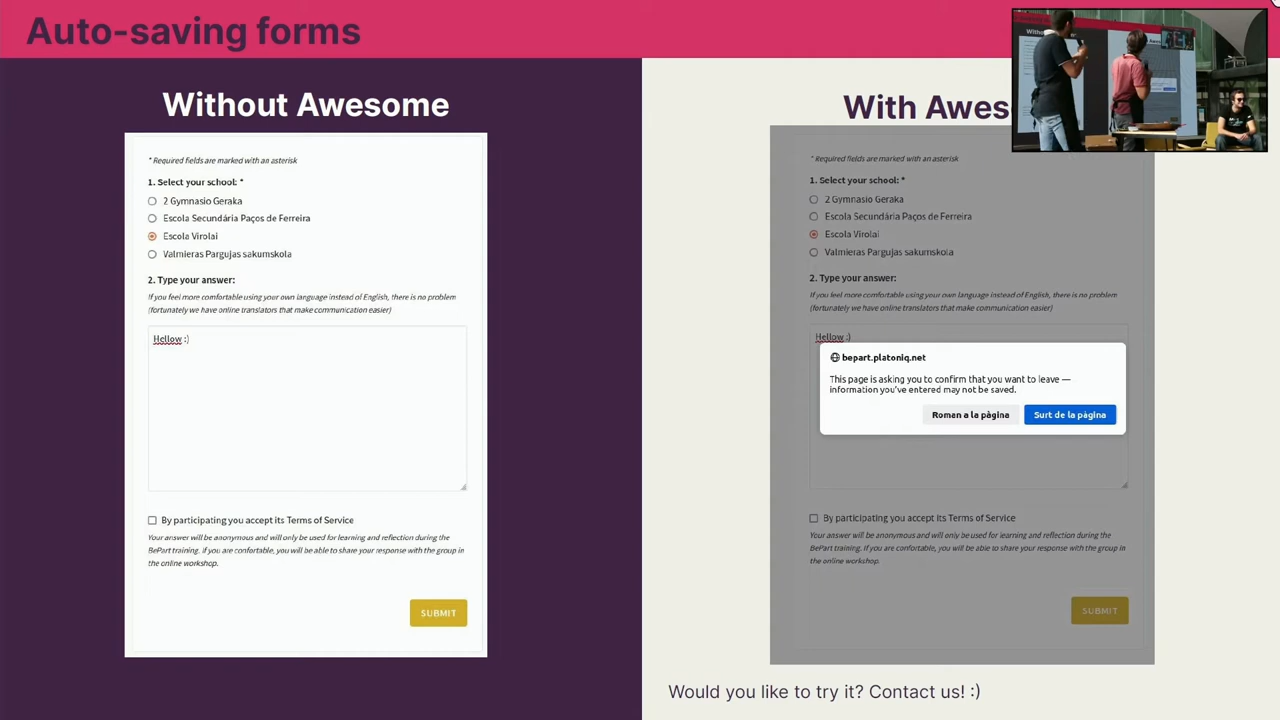 Auto-saving forms
Without Awesome
* Required fields are marked with an asterisk
1. Select your school: *
2 Gymnasio Geraka
Escola Secundária Paços de Ferreira
Escola Virolai
Valmieras Pargujas sakumskola
2. Type your answer:
If you feel more comfortable using your own language instead of English, there is no problem
(fortunately we have online translators that make communication easier)
Hellow :)
By participating you accept its Terms of Service
Your answer will be anonymous and will only be used for learning and reflection during the
BePart training. if you are confortable, you will be able to share your response with the group in
the online workshop.
SUBMIT
With Awes
* Required fields are marked with an asterisk
1. Select your school: *
2 Gymnasio Geraka
Escola Secundária Paços de Ferreira
Escola Virolai
Valmieras Pargujas sakumskola
2. Type your answer:
If you feel more comfortable using your own language instead of English, there is no problem
(fortunately we have online translators that make communication easier)
Hellow :)
bepart.platoniq.net
This page is asking you to confirm that you want to leave —
information you've entered may not be saved.
Roman a la pàgina
Surt de la pàgina
By participating you accept its Terms of Service
Your answer will be anonymous and will only be used for learning and reflection during the
BePart training. If you are confortable, you will be able to share your response with the group in
the online workshop.
SUBMIT
Would you like to try it? Contact us! :)